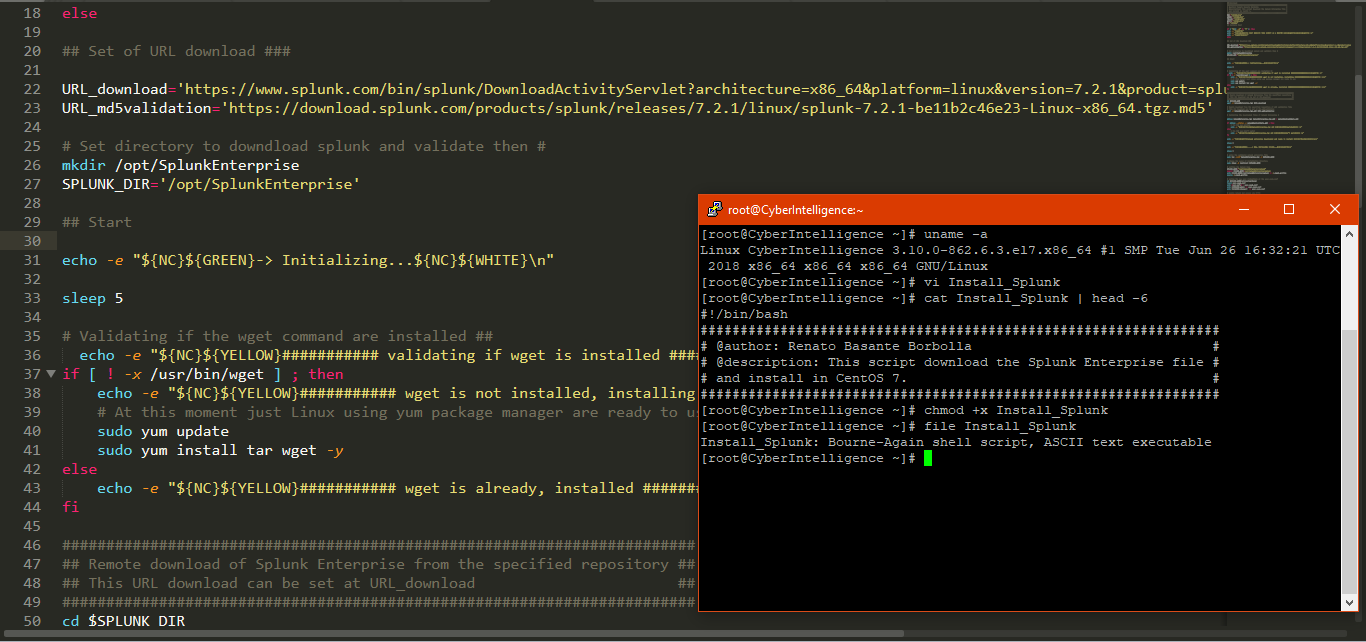 18 else
19
20 ## Set of URL download ###
21
22 URL_download='https://www.splunk.com/bin/splunk/DownloadActivityServlet?architecture=x86_64&platform=linux&version=7.2.1&product=splu
23 URL_md5validation='https://download.splunk.com/products/splunk/releases/7.2.1/linux/splunk-7.2.1-be11b2c46e23-Linux-x86_64.tgz.md5'
24
25 # Set directory to downdload splunk and validate then #
26 mkdir /opt/SplunkEnterprise
27 SPLUNK_DIR='/opt/SplunkEnterprise'
28
29 ## Start
30
31 echo -e "${NC}${GREEN}-> Initializing...${NC}${WHITE}\n"
32
33 sleep 5
34
35 # Validating if the wget command are installed ##
36 echo -e "${NC}${YELLOW}########### validating if wget is installed ####
37 if [ ! -x /usr/bin/wget ] ; then
38 echo -e "${NC}${YELLOW}########### wget is not installed, installing
39 # At this moment just Linux using yum package manager are ready to us
40 sudo yum update
41 sudo yum install tar wget -y
42 else
43 echo -e "${NC}${YELLOW}########### wget is already, installed #######
44 fi
45
46 ########################################################################
47 ## Remote download of Splunk Enterprise from the specified repository ##
48 ## This URL download can be set at URL_download ##
49 ########################################################################
50 cd $SPLUNK_DIR
root@CyberIntelligence:~
[root@CyberIntelligence ~]# uname -a
Linux CyberIntelligence 3.10.0-862.6.3.el7.x86_64 #1 SMP Tue Jun 26 16:32:21 UTC
2018 x86_64 x86_64 x86_64 GNU/Linux
[root@CyberIntelligence ~]# vi Install_Splunk
[root@CyberIntelligence ~]# cat Install_Splunk | head -6
#!/bin/bash
#################################################################
# @author: Renato Basante Borbolla #
# @description: This script download the Splunk Enterprise file #
# and install in CentOS 7. #
#################################################################
[root@CyberIntelligence ~]# chmod +x Install_Splunk
[root@CyberIntelligence ~]# file Install_Splunk
Install_Splunk: Bourne-Again shell script, ASCII text executable
[root@CyberIntelligence ~]#